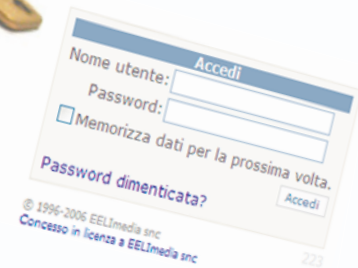 Accedi
Nome utente:
Password:
Memorizza dati per la prossima volta.
Accedi
Password dimenticata?
© 1996-2006 EELImedia snc
Concesso in licenza a EELImedia snc
223